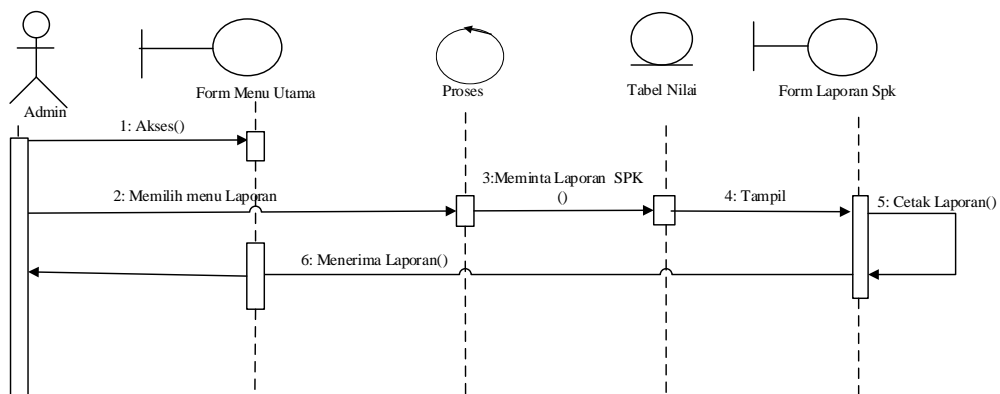 Admin
Form Menu Utama
Proses
Tabel Nilai
Form Laporan Spk
1: Akses()
2: Memilih menu Laporan
3:Meminta Laporan SPK
()
4: Tampil
5: Cetak Laporan()
6: Menerima Laporan()